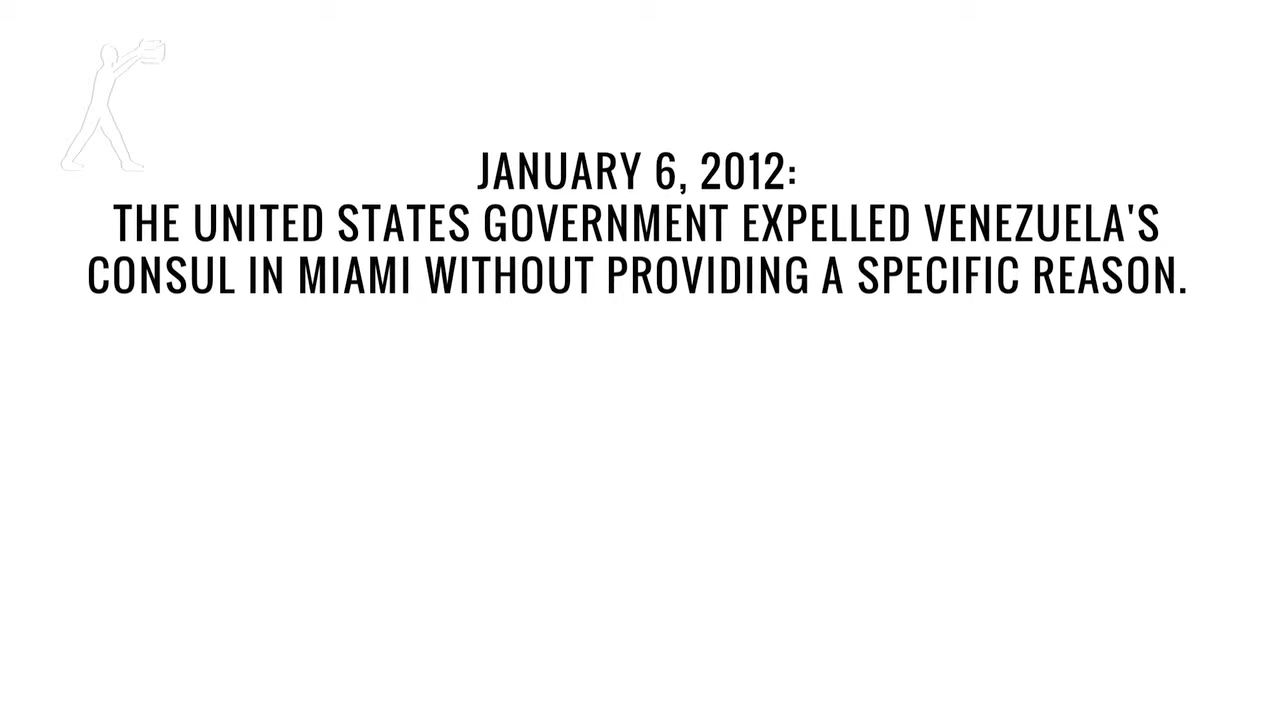 JANUARY 6, 2012:
THE UNITED STATES GOVERNMENT EXPELLED VENEZUELA'S
CONSUL IN MIAMI WITHOUT PROVIDING A SPECIFIC REASON.